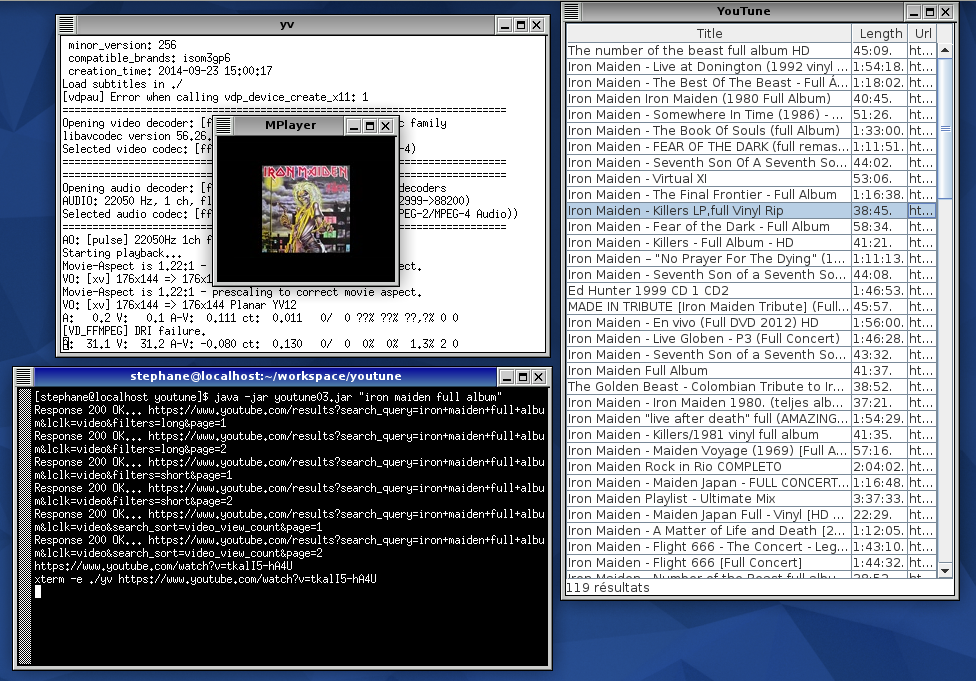 yv
minor_version: 256
compatible_brands: isom3gp6
creation_time: 2014-09-23 15:00:17
Load subtitles in ./
[vdpau] Error when calling vdp_device_create_x11: 1
==========================================================================
Opening video decoder: [f
c family
libavcodec version 56.26.
Selected video codec: [ff
-4)
==========================================================================
==========================================================================
Opening audio decoder: [f
decoders
AUDIO: 22050 Hz, 1 ch, fl
2999->88200)
Selected audio codec: [ff
PEG-2/MPEG-4 Audio))
==========================================================================
AO: [pulse] 22050Hz 1ch f
Starting playback...
Movie-Aspect is 1.22:1 -
ect.
VO: [xv] 176x144 => 176x1
Movie-Aspect is 1.22:1 - prescaling to correct movie aspect.
VO: [xv] 176x144 => 176x144 Planar YV12
A:   0.2 V:   0.1 A-V:  0.111 ct:  0.011   0/  0 ??% ??% ??,?% 0 0
[VD_FFMPEG] DRI failure.
A:  31.1 V:  31.2 A-V: -0.080 ct:  0.130   0/  0  0%  0%  1.3% 2 0
MPlayer
IRON MAIDEN
stephane@localhost:~/workspace/youtune
[stephane@localhost youtune]$ java -jar youtune03.jar "iron maiden full album"
Response 200 OK... https://www.youtube.com/results?search_query=iron+maiden+full+albu
m&lclk=video&filters=long&page=1
Response 200 OK... https://www.youtube.com/results?search_query=iron+maiden+full+albu
m&lclk=video&filters=long&page=2
Response 200 OK... https://www.youtube.com/results?search_query=iron+maiden+full+albu
m&lclk=video&filters=short&page=1
Response 200 OK... https://www.youtube.com/results?search_query=iron+maiden+full+albu
m&lclk=video&filters=short&page=2
Response 200 OK... https://www.youtube.com/results?search_query=iron+maiden+full+albu
m&lclk=video&search_sort=video_view_count&page=1
Response 200 OK... https://www.youtube.com/results?search_query=iron+maiden+full+albu
m&lclk=video&search_sort=video_view_count&page=2
https://www.youtube.com/watch?v=tkalI5-hA4U
xterm -e ./yv https://www.youtube.com/watch?v=tkalI5-hA4U
YouTune
Title Length Url
The number of the beast full album HD 45:09. ht...
Iron Maiden - Live at Donington (1992 vinyl ... 1:54:18. ht...
Iron Maiden - The Best Of The Beast - Full Á... 1:18:02. ht...
Iron Maiden Iron Maiden (1980 Full Album) 40:45. ht...
Iron Maiden - Somewhere In Time (1986) - ... 51:26. ht...
Iron Maiden - The Book Of Souls (full Album) 1:33:00. ht...
Iron Maiden - FEAR OF THE DARK (full remas... 1:11:51. ht...
Iron Maiden - Seventh Son Of A Seventh So... 44:02. ht...
Iron Maiden - Virtual XI 53:06. ht...
Iron Maiden - The Final Frontier - Full Album 1:16:38. ht...
Iron Maiden - Killers LP,full Vinyl Rip 38:45. ht...
Iron Maiden - Fear of the Dark - Full Album 58:34. ht...
Iron Maiden - Killers - Full Album - HD 41:21. ht...
Iron Maiden - "No Prayer For The Dying" (1... 1:11:13. ht...
Iron Maiden - Seventh Son of a Seventh So... 44:08. ht...
Ed Hunter 1999 CD 1 CD2 1:46:53. ht...
MADE IN TRIBUTE [Iron Maiden Tribute] (Full... 45:57. ht...
Iron Maiden - En vivo (Full DVD 2012) HD 1:56:00. ht...
Iron Maiden - Live Globen - P3 (Full Concert) 1:46:28. ht...
Iron Maiden - Seventh Son of a Seventh So... 43:32. ht...
Iron Maiden Full Album 41:37. ht...
The Golden Beast - Colombian Tribute to Ir... 38:52. ht...
Iron Maiden - Iron Maiden 1980. (teljes alb... 37:21. ht...
Iron Maiden "live after death" full (AMAZING... 1:54:29. ht...
Iron Maiden - Killers/1981 vinyl full album 41:35. ht...
Iron Maiden - Maiden Voyage (1969) [Full A... 57:16. ht...
Iron Maiden Rock in Rio COMPLETO 2:04:02. ht...
Iron Maiden - Maiden Japan - FULL CONCERT... 1:16:48. ht...
Iron Maiden Playlist - Ultimate Mix 3:37:33. ht...
Iron Maiden - Maiden Japan Full - Vinyl [HD ... 22:29. ht...
Iron Maiden - A Matter of Life and Death [2... 1:12:05. ht...
Iron Maiden - Flight 666 - The Concert - Leg... 1:43:10. ht...
Iron Maiden - Flight 666 [Full Concert] 1:44:32. ht...
Iron Maiden - Number of the Beast full albu... 38:52. ht...
119 résultats